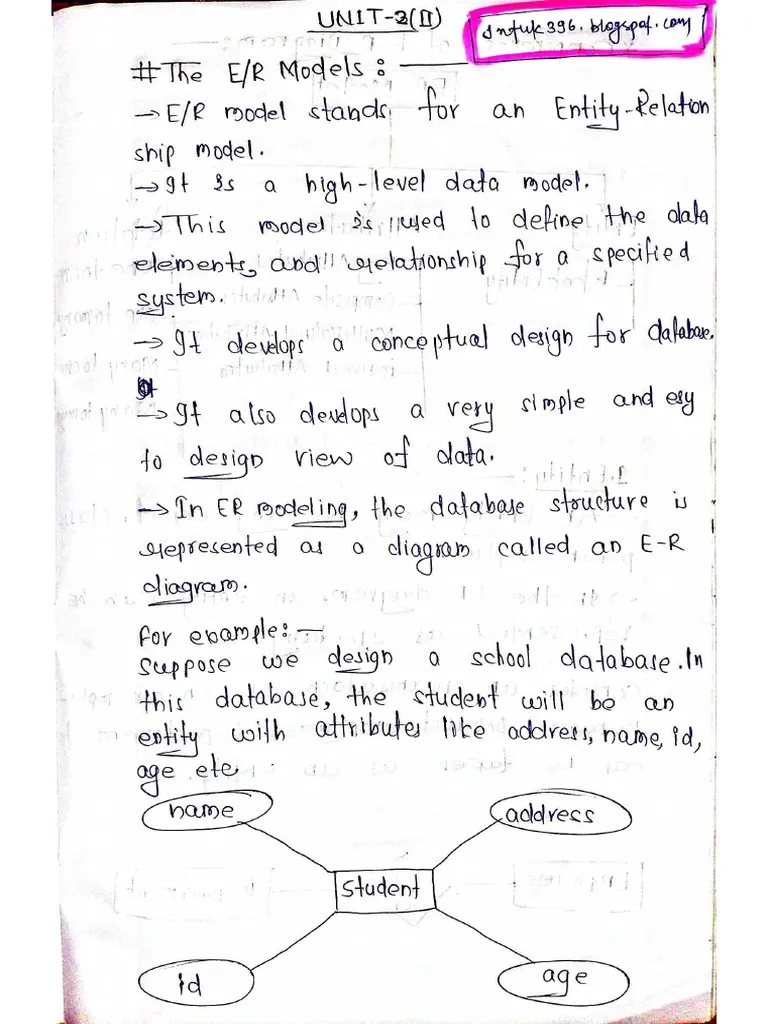 UNIT-2(II)
jntuk396.blogspot.com
#The E/R Models:—
→E/R model stands for an Entity-Relation
ship model.
→It is a high-level data model.
→This model is used to define the data
elements, and relationship for a specified
system.
→It develops a conceptual design for database.
→It also develops a very simple and esy
to design view of data.
→In ER modeling, the database structure is
represented as a diagram called an E-R
diagram.
for example:—
suppose we design a school database. In
this database, the student will be an
entity with attributes like address, name, id,
age etc
name
address
Student
id
age